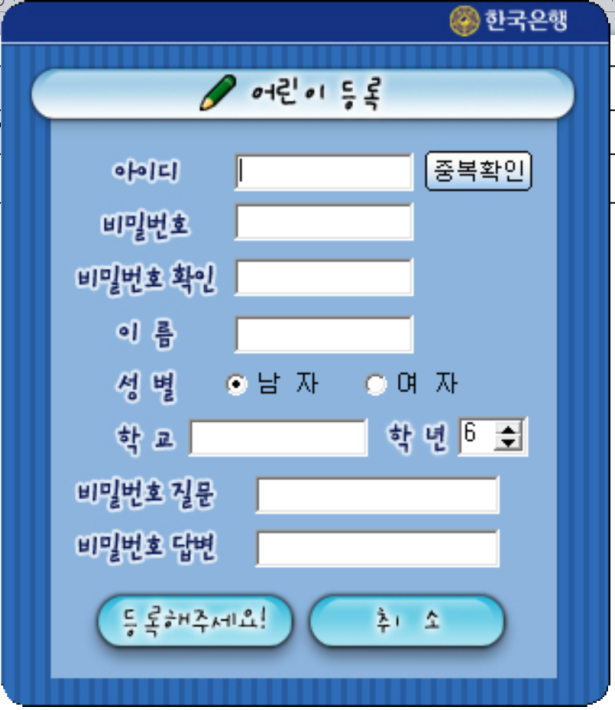 한국은행
어린이 등록
아이디 중복확인
비밀번호
비밀번호 확인
이 름
성 별 남 자 여 자
학 교 학 년 6
비밀번호 질문
비밀번호 답변
등록해주세요! 취 소